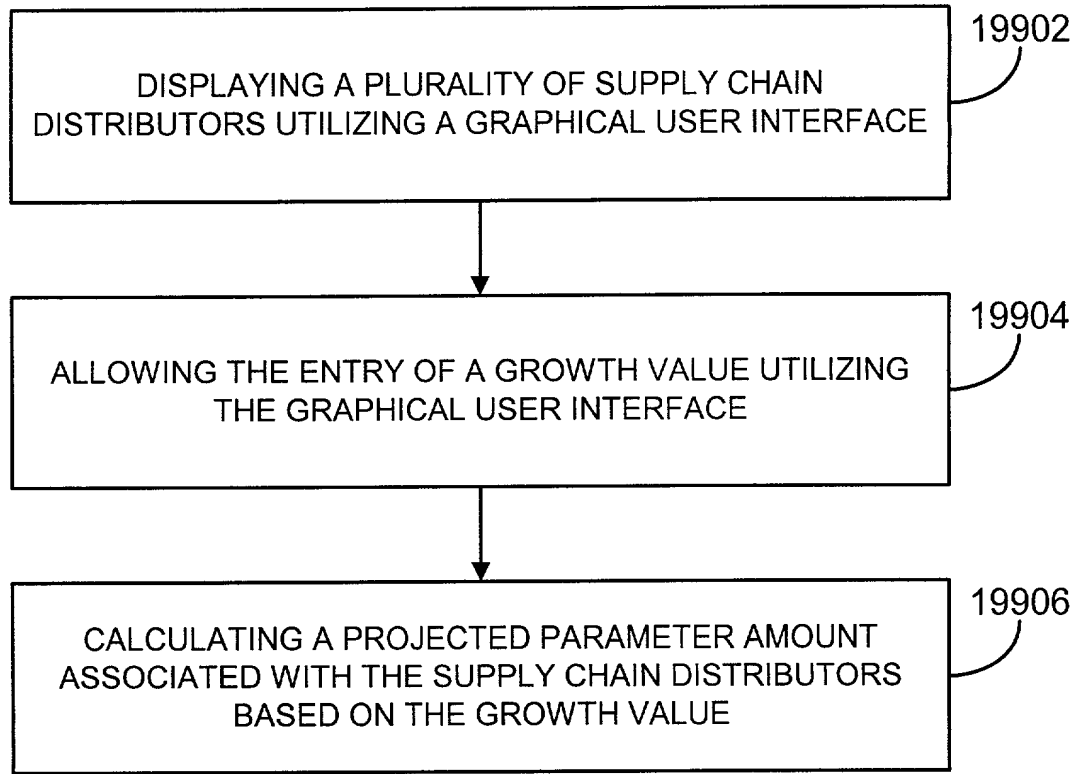 19902
DISPLAYING A PLURALITY OF SUPPLY CHAIN
DISTRIBUTORS UTILIZING A GRAPHICAL USER INTERFACE
19904
ALLOWING THE ENTRY OF A GROWTH VALUE UTILIZING
THE GRAPHICAL USER INTERFACE
19906
CALCULATING A PROJECTED PARAMETER AMOUNT
ASSOCIATED WITH THE SUPPLY CHAIN DISTRIBUTORS
BASED ON THE GROWTH VALUE